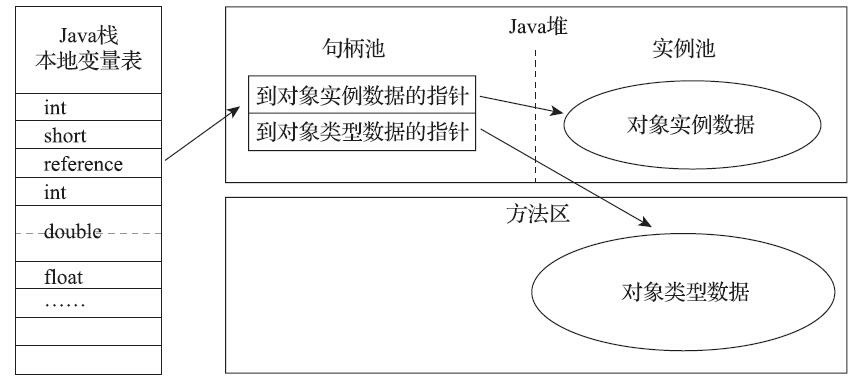 Java栈
本地变量表
int
short
reference
int
double
float
……
Java堆
句柄池
实例池
到对象实例数据的指针
到对象类型数据的指针
对象实例数据
方法区
对象类型数据